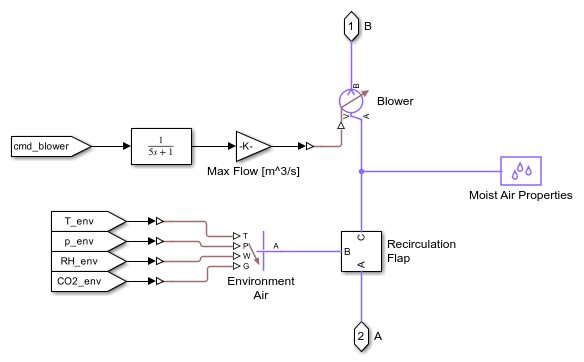 1 B
B
Blower
V A
cmd_blower
1
5s + 1
-K-
Max Flow [m^3/s]
Moist Air Properties
T_env
p_env
RH_env
CO2_env
T
P
W
G
A
Environment
Air
C
B
A
Recirculation
Flap
2 A